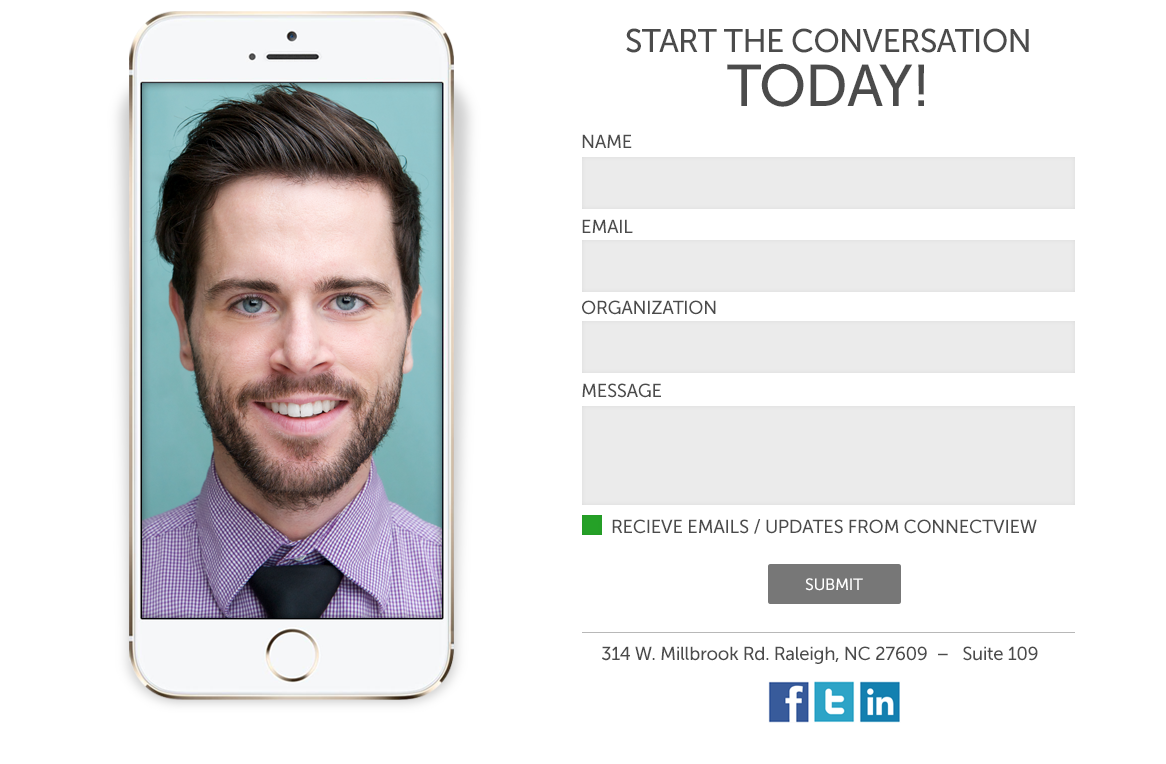 START THE CONVERSATION
TODAY!
NAME
EMAIL
ORGANIZATION
MESSAGE
RECIEVE EMAILS / UPDATES FROM CONNECTVIEW
SUBMIT
314 W. Millbrook Rd. Raleigh, NC 27609 – Suite 109
f t in